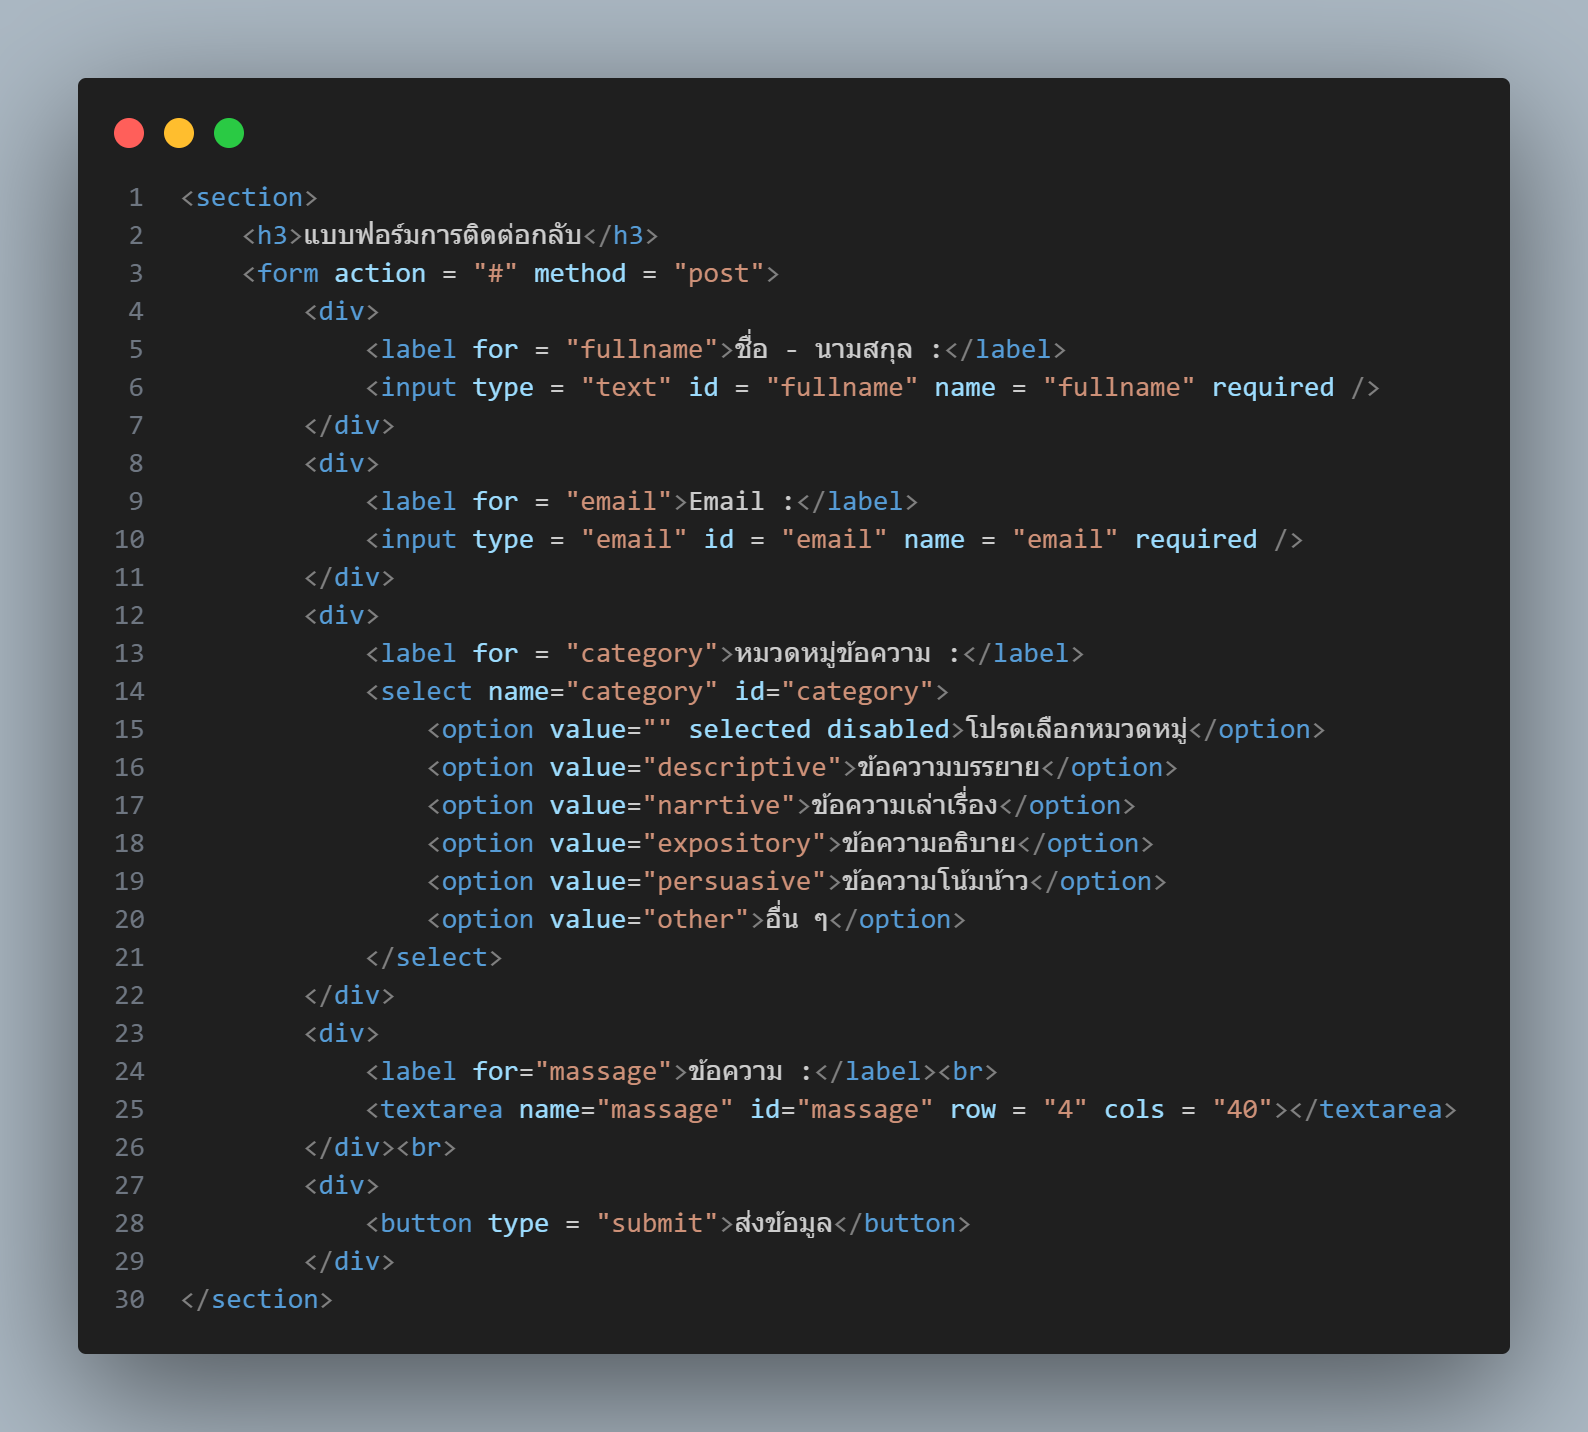 1 <section>
2 <h3>แบบฟอร์มการติดต่อกลับ</h3>
3 <form action = "#" method = "post">
4 <div>
5 <label for = "fullname">ชื่อ - นามสกุล :</label>
6 <input type = "text" id = "fullname" name = "fullname" required />
7 </div>
8 <div>
9 <label for = "email">Email :</label>
10 <input type = "email" id = "email" name = "email" required />
11 </div>
12 <div>
13 <label for = "category">หมวดหมู่ข้อความ :</label>
14 <select name="category" id="category">
15 <option value="" selected disabled>โปรดเลือกหมวดหมู่</option>
16 <option value="descriptive">ข้อความบรรยาย</option>
17 <option value="narrtive">ข้อความเล่าเรื่อง</option>
18 <option value="expository">ข้อความอธิบาย</option>
19 <option value="persuasive">ข้อความโน้มน้าว</option>
20 <option value="other">อื่น ๆ</option>
21 </select>
22 </div>
23 <div>
24 <label for="massage">ข้อความ :</label><br>
25 <textarea name="massage" id="massage" row = "4" cols = "40"></textarea>
26 </div><br>
27 <div>
28 <button type = "submit">ส่งข้อมูล</button>
29 </div>
30 </section>